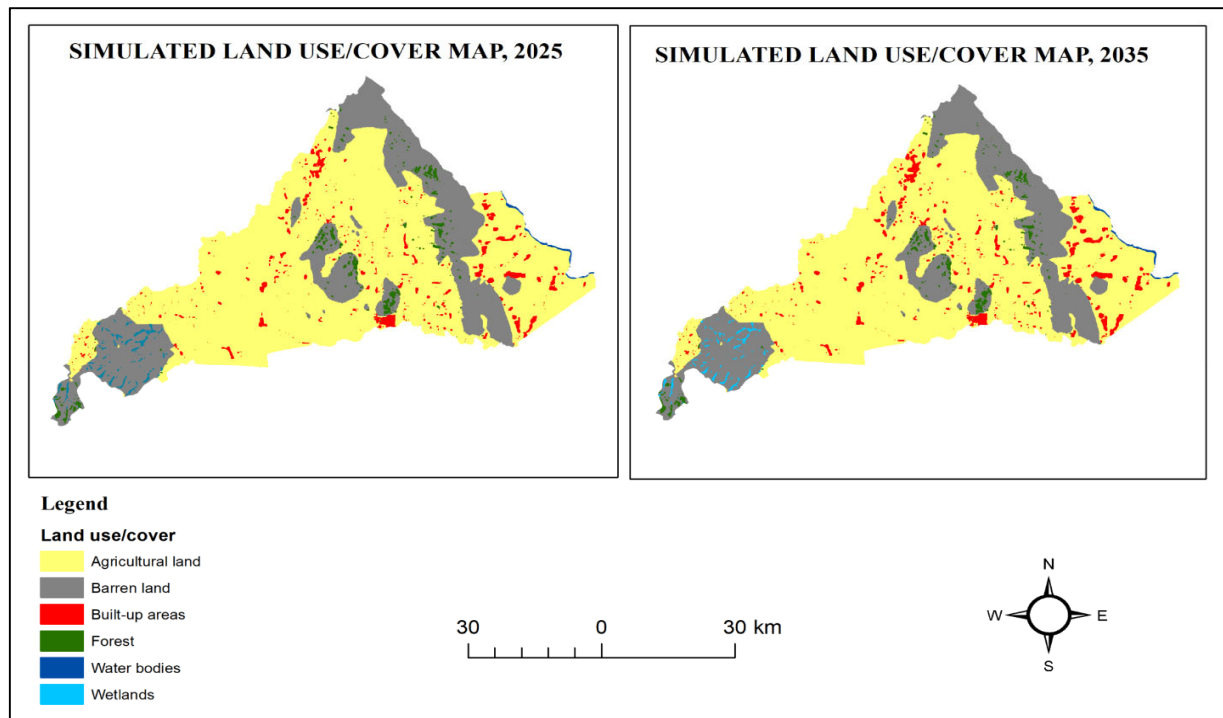 SIMULATED LAND USE/COVER MAP, 2025
SIMULATED LAND USE/COVER MAP, 2035
Legend
Land use/cover
Agricultural land
Barren land
Built-up areas
Forest
Water bodies
Wetlands
30 0 30 km
N
W E
S